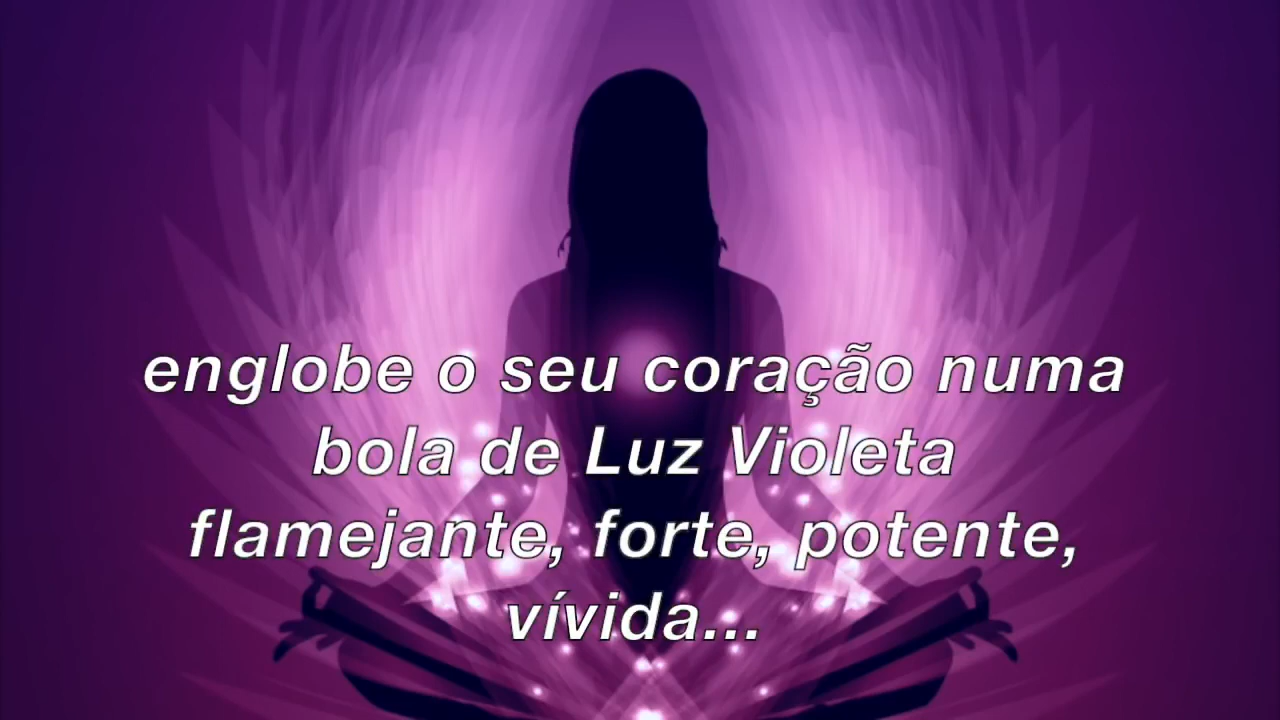 englobe o seu coração numa
bola de Luz Violeta
flamejante, forte, potente,
vívida...